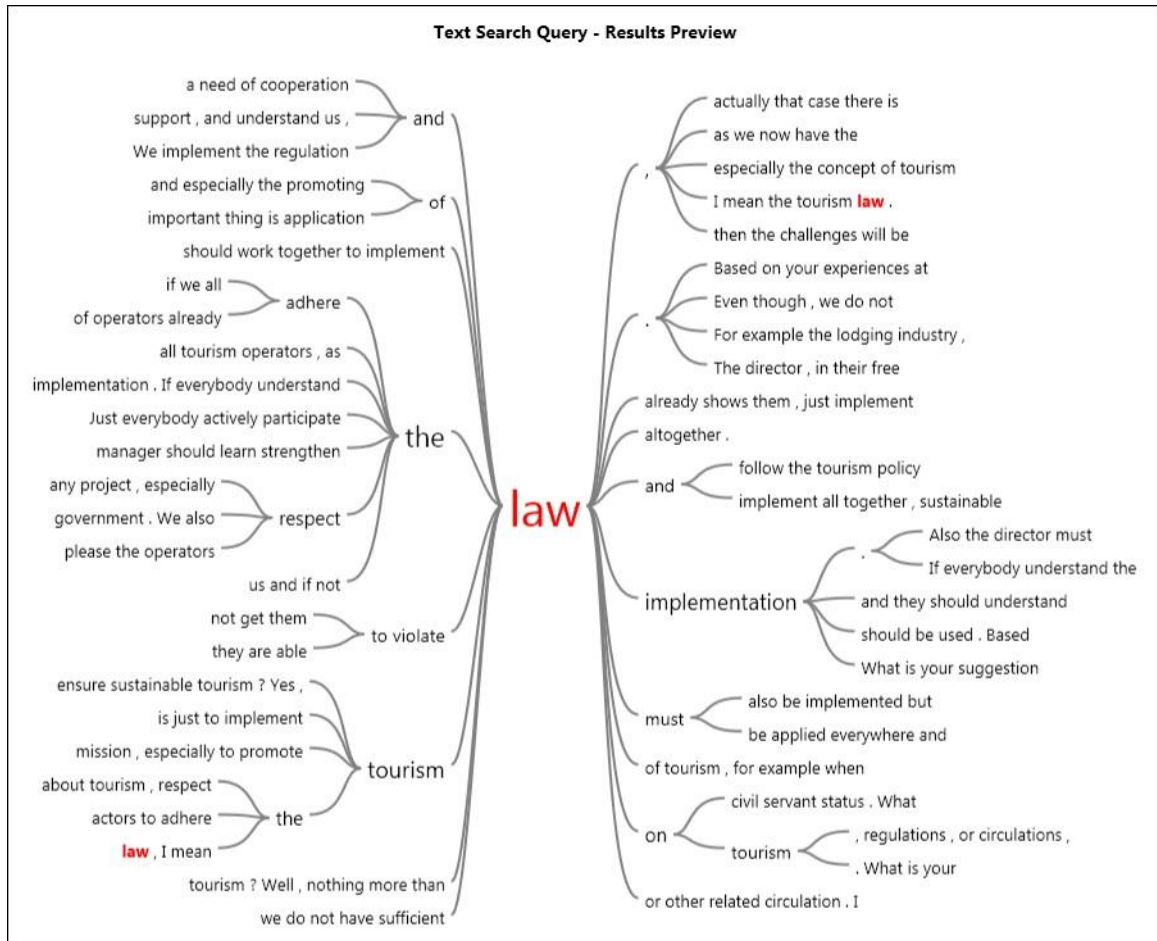 Text Search Query - Results Preview
a need of cooperation
support , and understand us ,
We implement the regulation
and
and especially the promoting
important thing is application
of
should work together to implement
if we all
of operators already
adhere
all tourism operators , as
implementation . If everybody understand
Just everybody actively participate
manager should learn strengthen
any project , especially
government . We also
please the operators
respect
us and if not
the
not get them
they are able
to violate
ensure sustainable tourism ? Yes ,
is just to implement
mission , especially to promote
about tourism , respect
actors to adhere
law , I mean
the
tourism
tourism ? Well , nothing more than
we do not have sufficient
law
,
actually that case there is
as we now have the
especially the concept of tourism
I mean the tourism law .
then the challenges will be
.
Based on your experiences at
Even though , we do not
For example the lodging industry ,
The director , in their free
already shows them , just implement
altogether .
and
follow the tourism policy
implement all together , sustainable
implementation
.
Also the director must
If everybody understand the
and they should understand
should be used . Based
What is your suggestion
must
also be implemented but
be applied everywhere and
of tourism , for example when
on
civil servant status . What
tourism
, regulations , or circulations ,
. What is your
or other related circulation . I